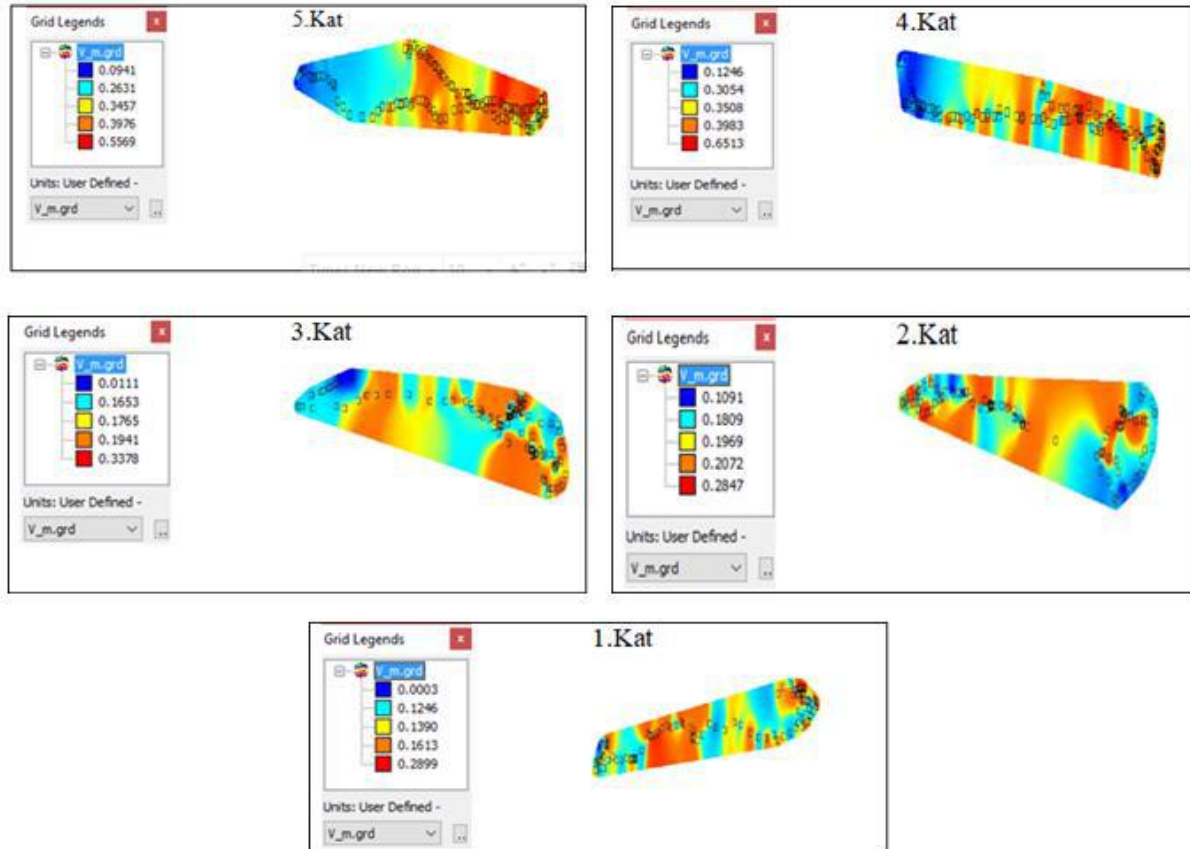 Grid Legends x
5.Kat
V_m.grd
0.0941
0.2631
0.3457
0.3976
0.5569
Units: User Defined -
V_m.grd ..
Grid Legends x
4.Kat
V_m.grd
0.1246
0.3054
0.3508
0.3983
0.6513
Units: User Defined -
V_m.grd ..
Grid Legends x
3.Kat
V_m.grd
0.0111
0.1653
0.1765
0.1941
0.3378
Units: User Defined -
V_m.grd ..
Grid Legends x
2.Kat
V_m.grd
0.1091
0.1809
0.1969
0.2072
0.2847
Units: User Defined -
V_m.grd ..
Grid Legends x
1.Kat
V_m.grd
0.0003
0.1246
0.1390
0.1613
0.2899
Units: User Defined -
V_m.grd ..